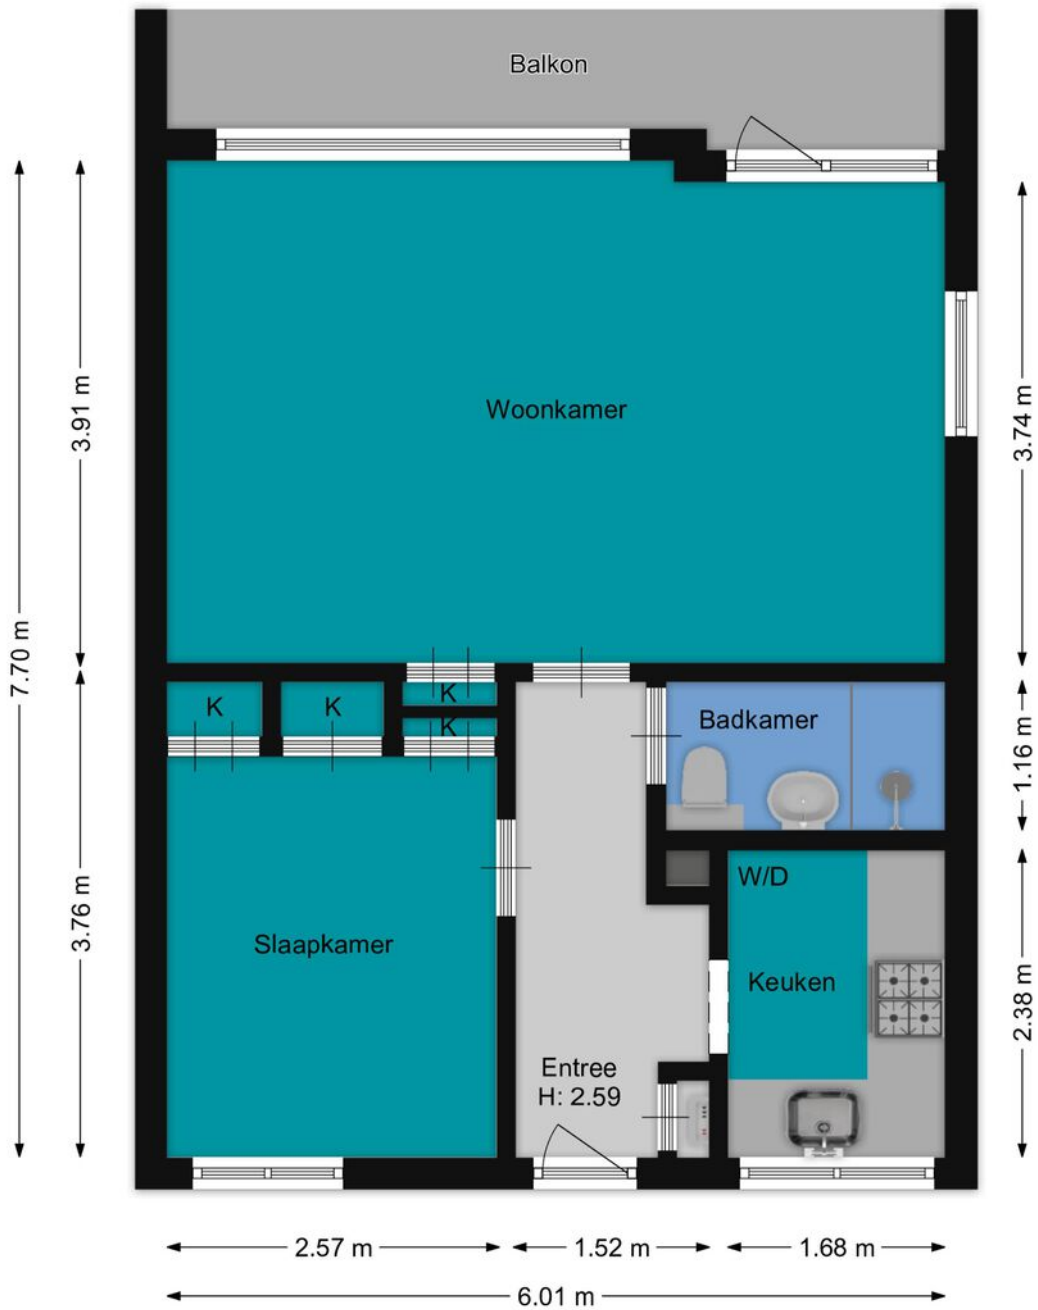 Balkon
3.91 m
Woonkamer
3.74 m
7.70 m
K
K
K
K
Badkamer
1.16 m
W/D
3.76 m
Slaapkamer
Keuken
2.38 m
Entree
H: 2.59
2.57 m
1.52 m
1.68 m
6.01 m